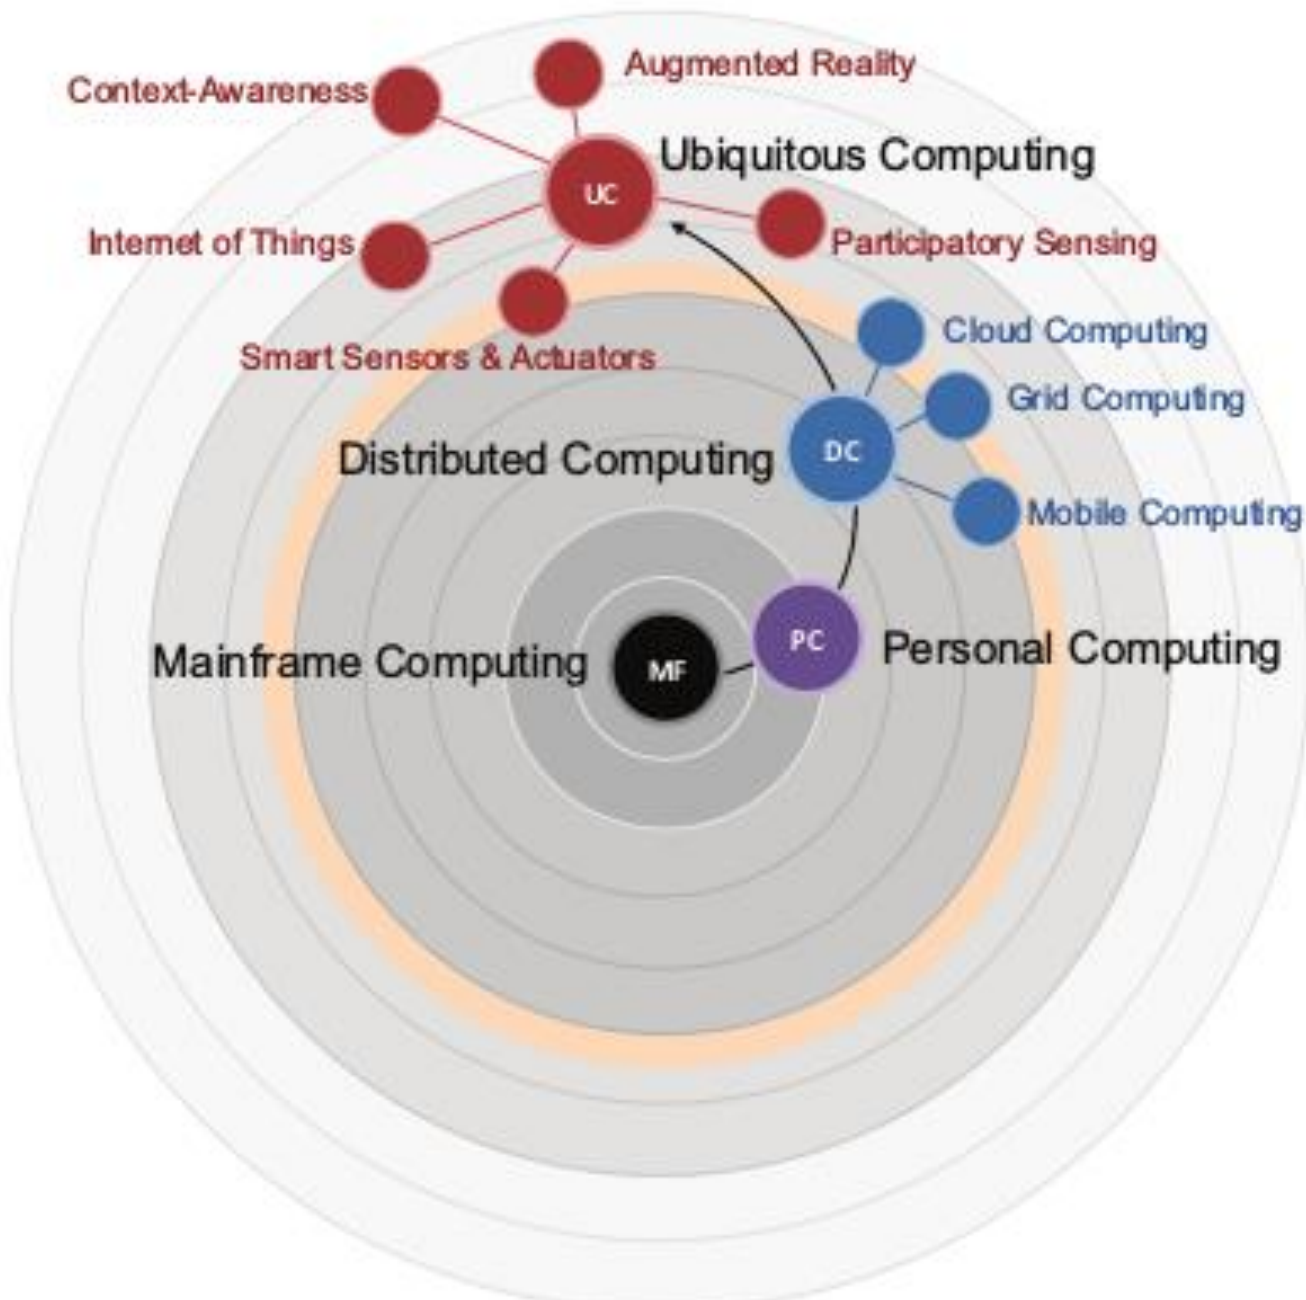 Augmented Reality
Context-Awareness
Ubiquitous Computing
UC
Internet of Things
Participatory Sensing
Smart Sensors & Actuators
Cloud Computing
Grid Computing
Distributed Computing
DC
Mobile Computing
Mainframe Computing
MF
PC
Personal Computing